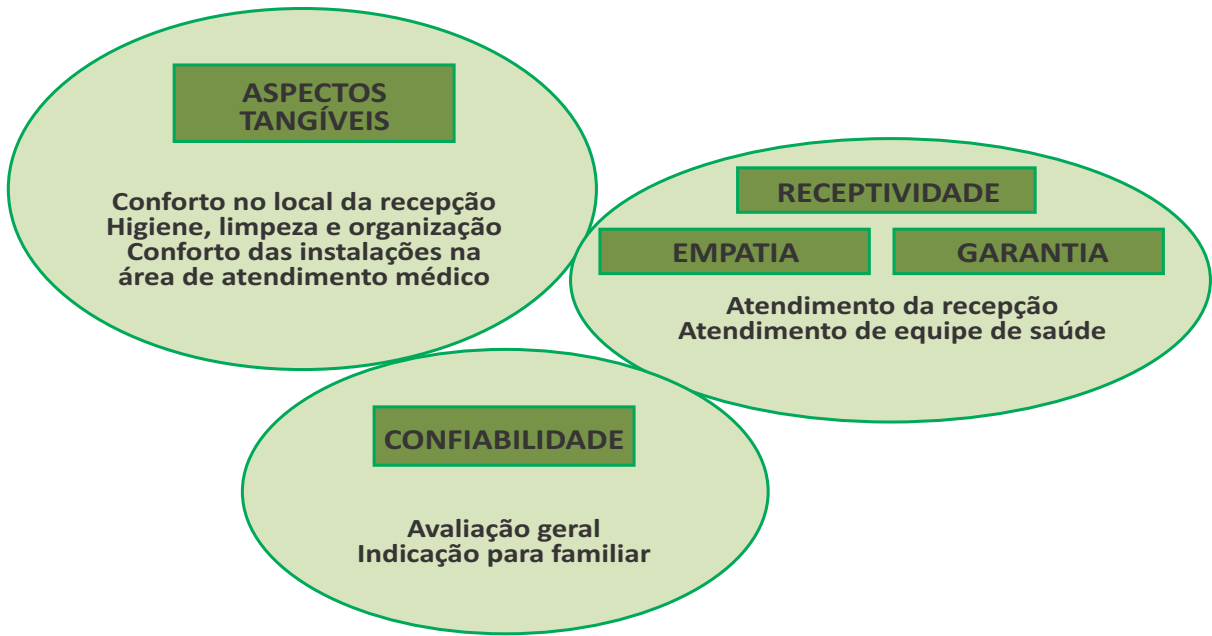 ASPECTOS
TANGÍVEIS
Conforto no local da recepção
Higiene, limpeza e organização
Conforto das instalações na
área de atendimento médico
RECEPTIVIDADE
EMPATIA
GARANTIA
Atendimento da recepção
Atendimento de equipe de saúde
CONFIABILIDADE
Avaliação geral
Indicação para familiar